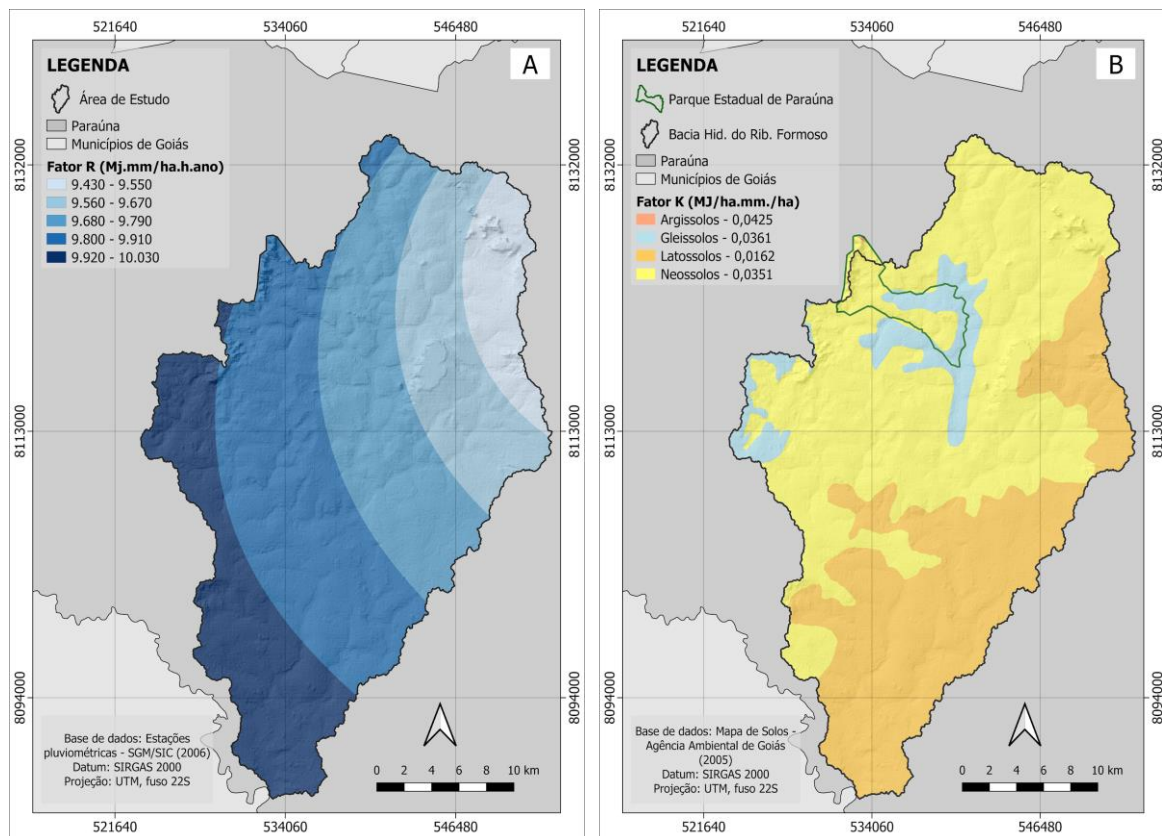 521640 534060 546480
A
LEGENDA
Área de Estudo
Paraúna
Municípios de Goiás
Fator R (Mj.mm/ha.h.ano)
9.430 - 9.550
9.560 - 9.670
9.680 - 9.790
9.800 - 9.910
9.920 - 10.030
8132000
8113000
8094000
Base de dados: Estações
pluviométricas - SGM/SIC (2006)
Datum: SIRGAS 2000
Projeção: UTM, fuso 22S
0 2 4 6 8 10 km
521640 534060 546480
521640 534060 546480
B
LEGENDA
Parque Estadual de Paraúna
Bacia Hid. do Rib. Formoso
Paraúna
Municípios de Goiás
Fator K (MJ/ha.mm./ha)
Argissolos - 0,0425
Gleissolos - 0,0361
Latossolos - 0,0162
Neossolos - 0,0351
8132000
8113000
8094000
8132000
8113000
8094000
Base de dados: Mapa de Solos -
Agência Ambiental de Goiás
(2005)
Datum: SIRGAS 2000
Projeção: UTM, fuso 22S
0 2 4 6 8 10 km
521640 534060 546480